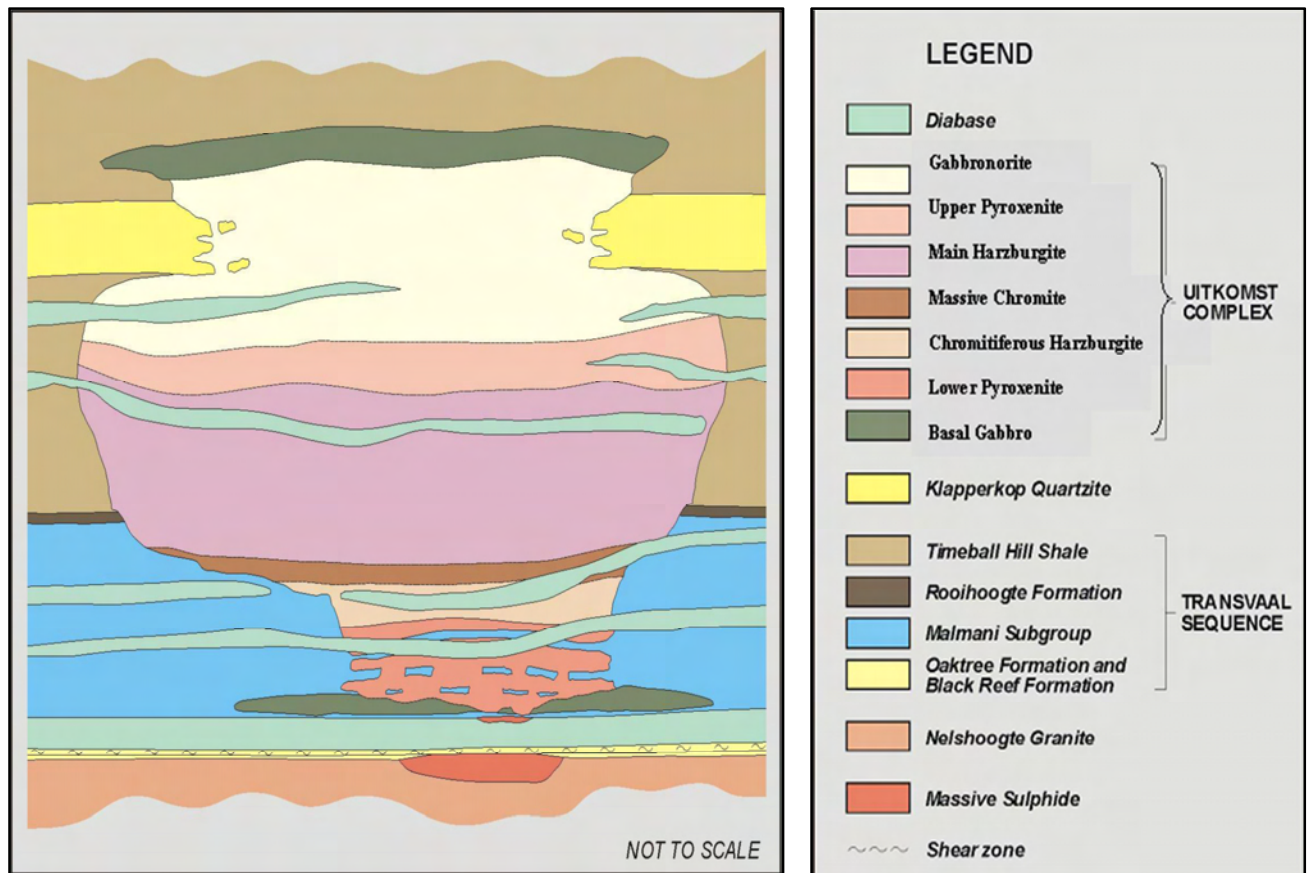 NOT TO SCALE
LEGEND
Diabase
Gabbronorite
Upper Pyroxenite
Main Harzburgite
Massive Chromite
Chromitiferous Harzburgite
Lower Pyroxenite
Basal Gabbro
UITKOMST
COMPLEX
Klapperkop Quartzite
Timeball Hill Shale
Rooihoogte Formation
Malmani Subgroup
Oaktree Formation and
Black Reef Formation
TRANSVAAL
SEQUENCE
Nelshoogte Granite
Massive Sulphide
Shear zone